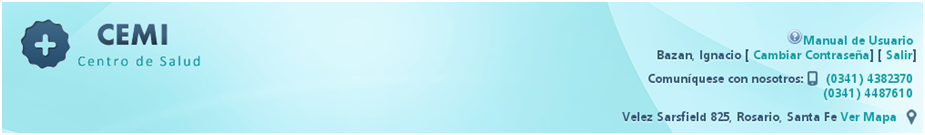 CEMI
Centro de Salud
Manual de Usuario
Bazan, Ignacio [ Cambiar Contraseña] [ Salir]
Comuníquese con nosotros: (0341) 4382370
(0341) 4487610
Velez Sarsfield 825, Rosario, Santa Fe Ver Mapa